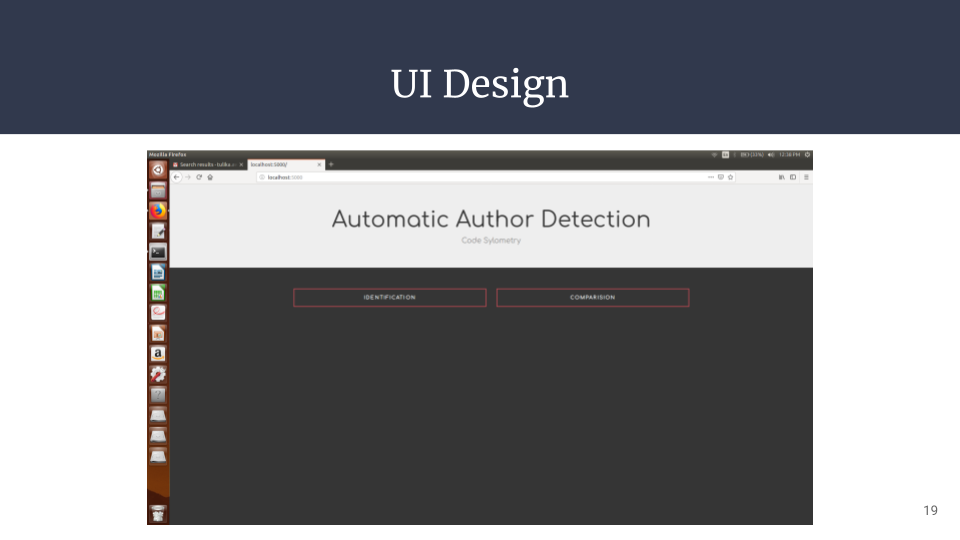 UI Design
Mozilla Firefox
12:36 PM
Search results - tulika.
localhost:5000/
localhost:5000
Automatic Author Detection
Code Sylometry
IDENTIFICATION
COMPARISION
19